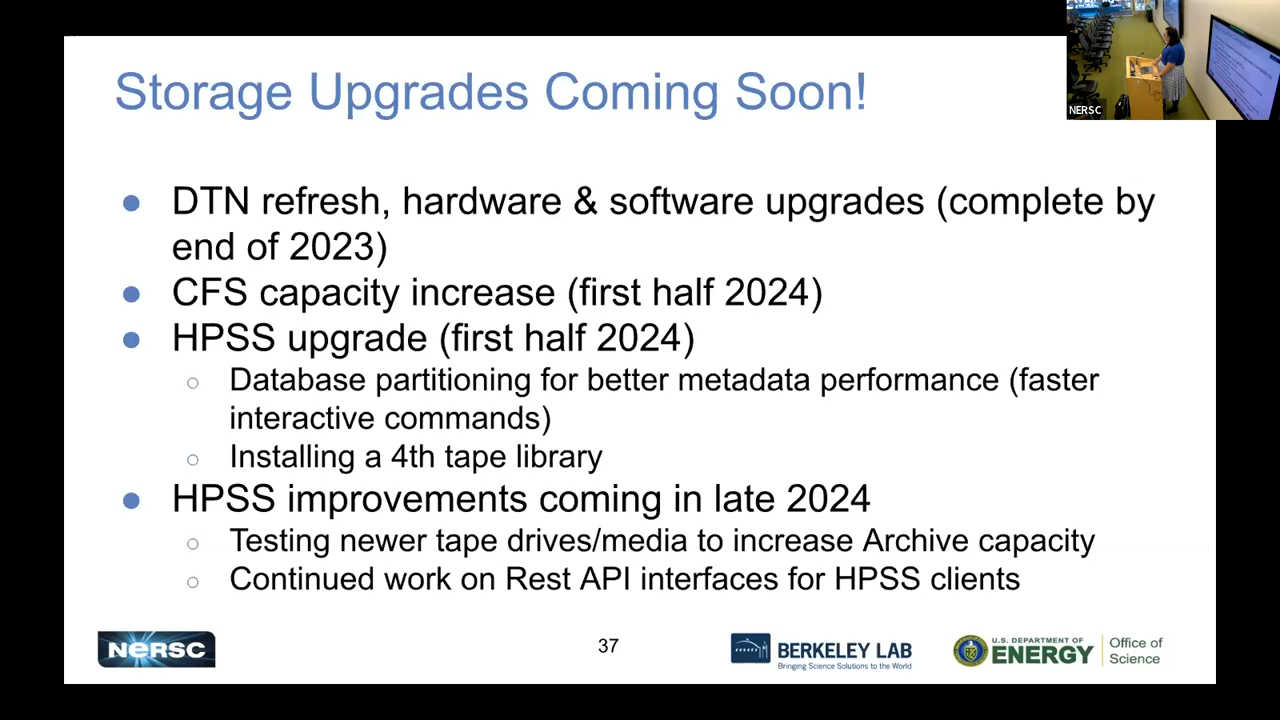 Storage Upgrades Coming Soon!
NERSC
● DTN refresh, hardware & software upgrades (complete by
end of 2023)
● CFS capacity increase (first half 2024)
● HPSS upgrade (first half 2024)
○ Database partitioning for better metadata performance (faster
interactive commands)
○ Installing a 4th tape library
● HPSS improvements coming in late 2024
○ Testing newer tape drives/media to increase Archive capacity
○ Continued work on Rest API interfaces for HPSS clients
NERSC
37
BERKELEY LAB
Bringing Science Solutions to the World
U.S. DEPARTMENT OF
ENERGY
Office of
Science